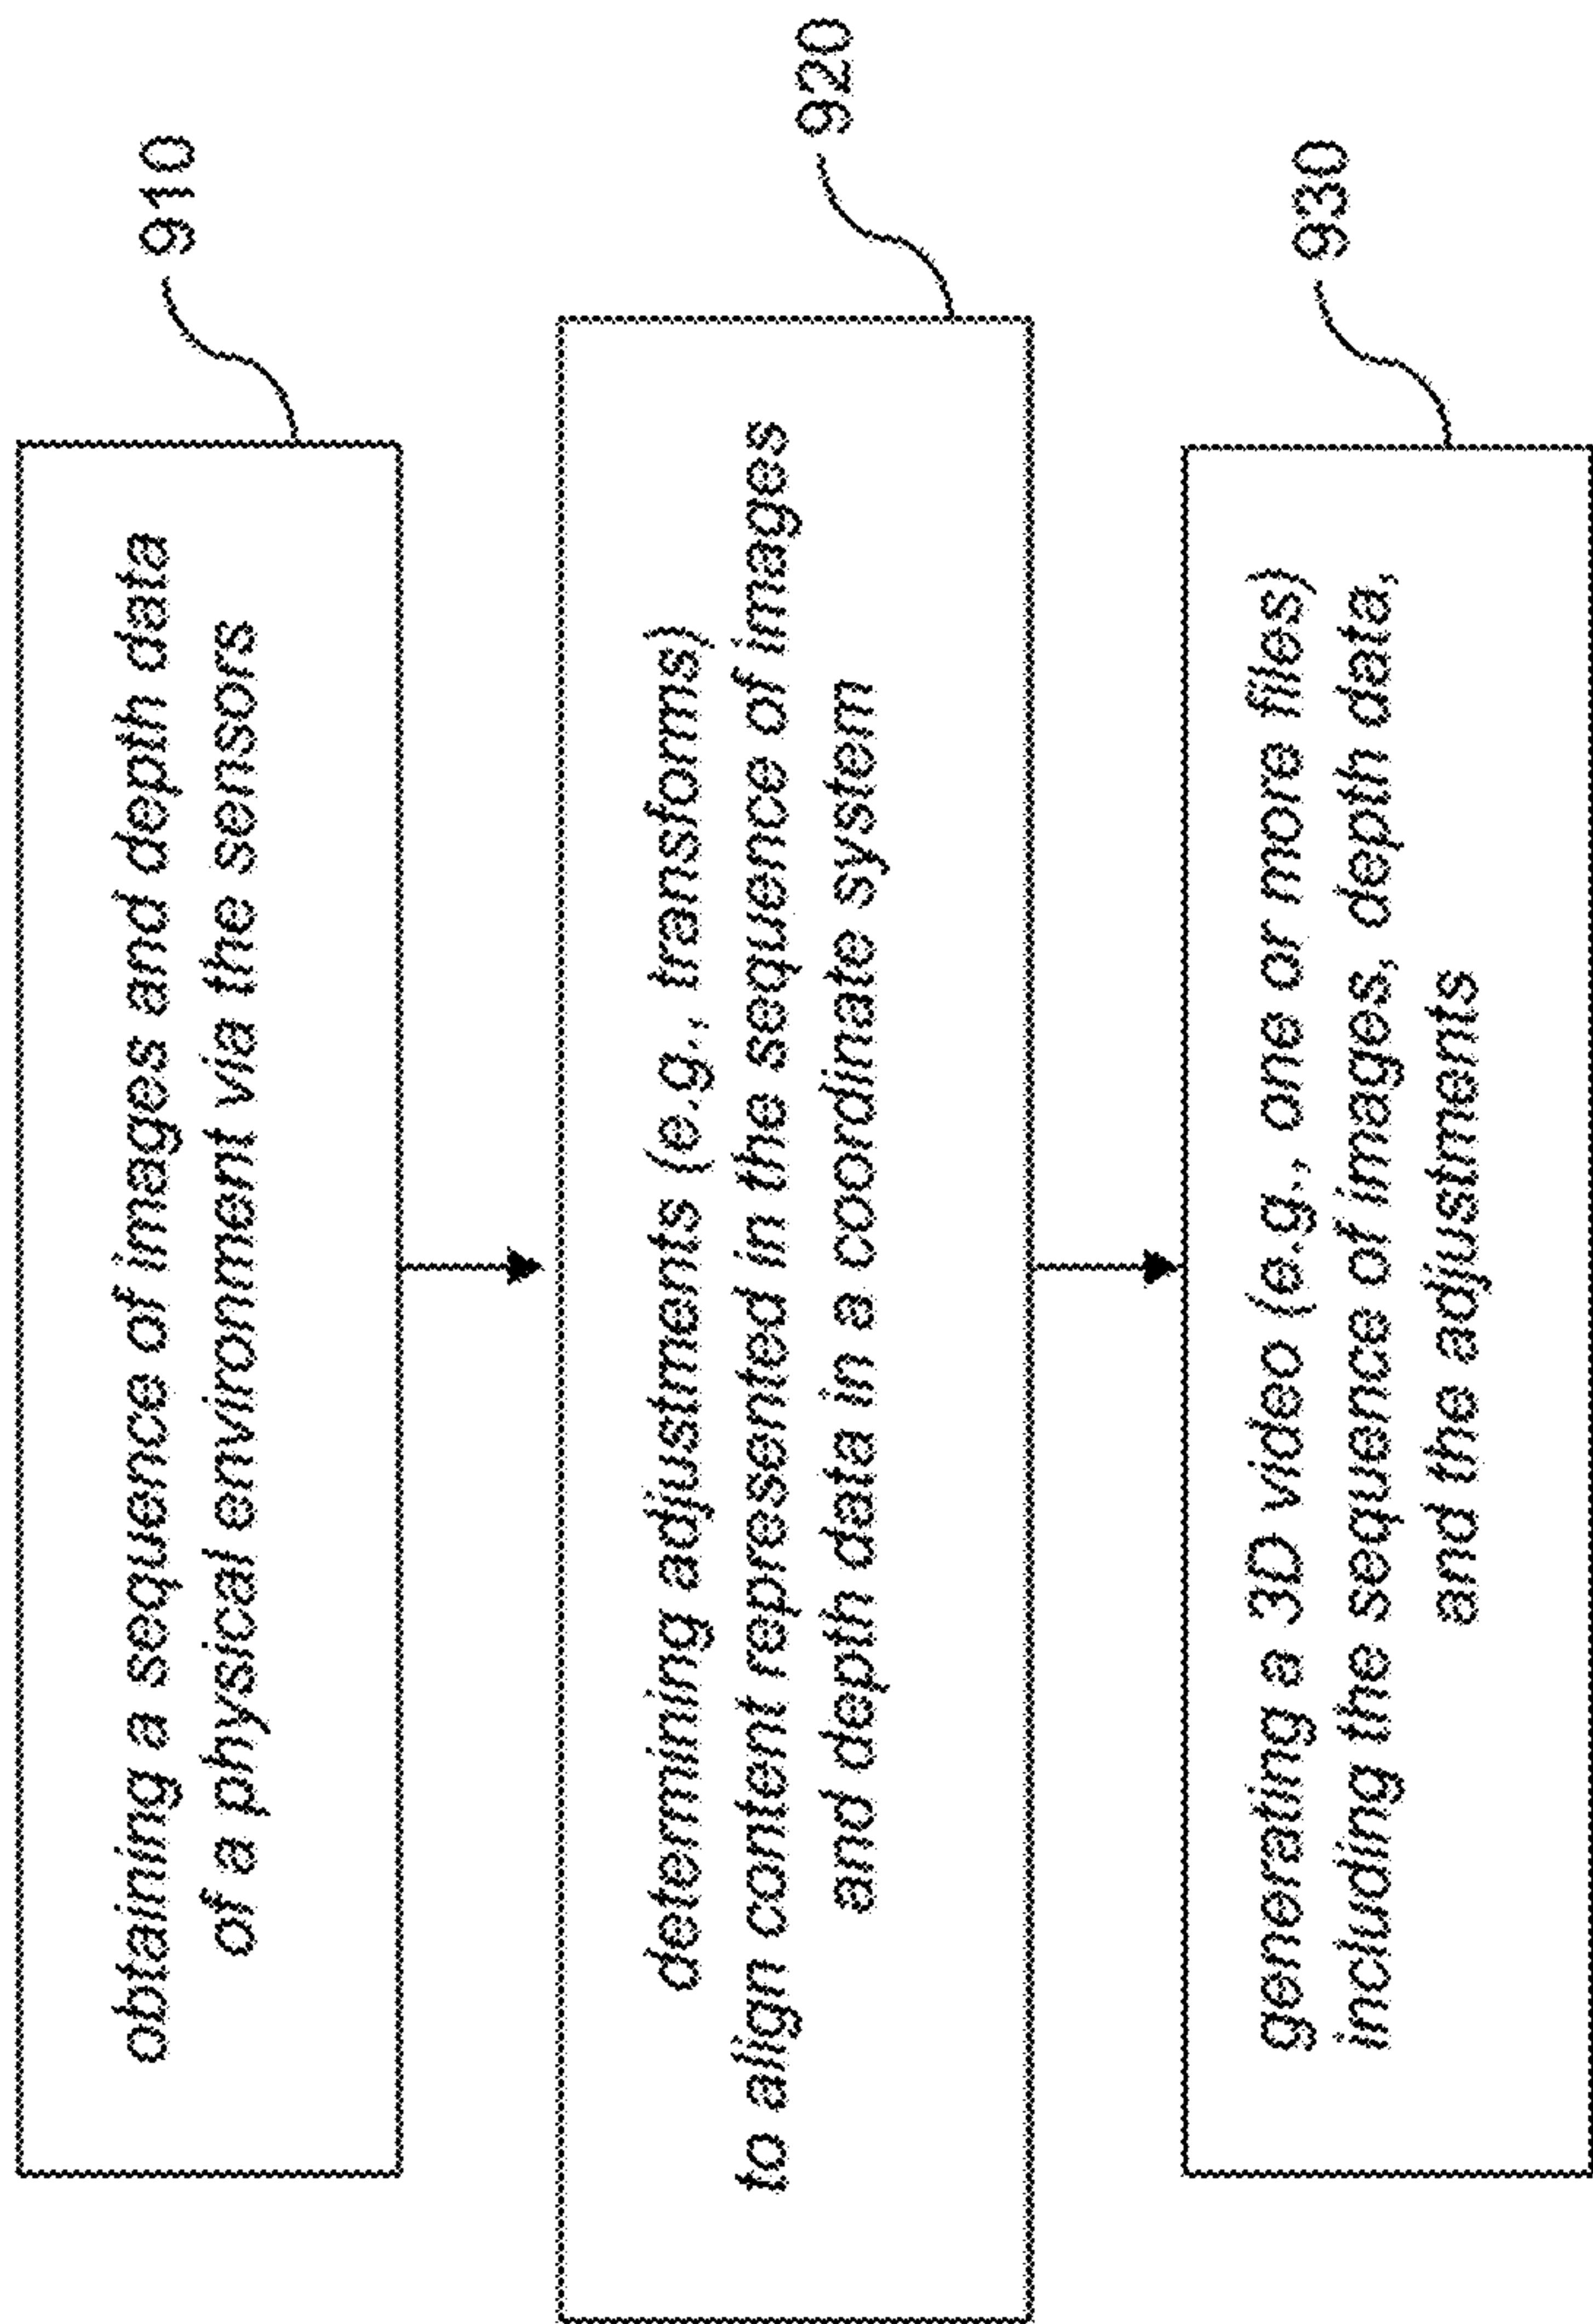 obtaining a sequence of images and depth data
of a physical environment via the sensors
910
determining adjustments (e.g., transforms)
to align content represented in the sequence of images
and depth data in a coordinate system
920
generating a 3D video (e.g., one or more files)
including the sequence of images, depth data,
and the adjustments
930